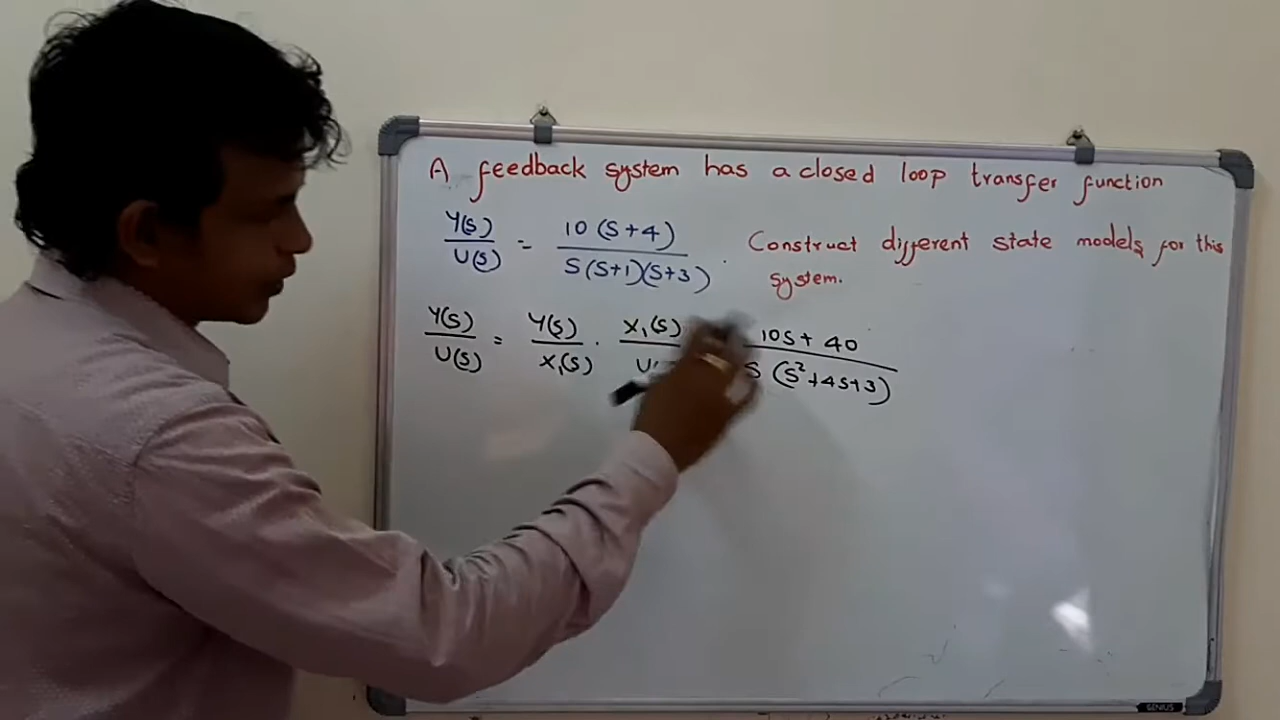 A feedback system has a closed loop transfer function
Y(s)/U(s) = 10(s+4)/s(s+1)(s+3). Construct different state models for this
system.
Y(s)/U(s) = Y(s)/X₁(s) · X₁(s)/ 10s+40/s(s²+4s+3)
GENIUS